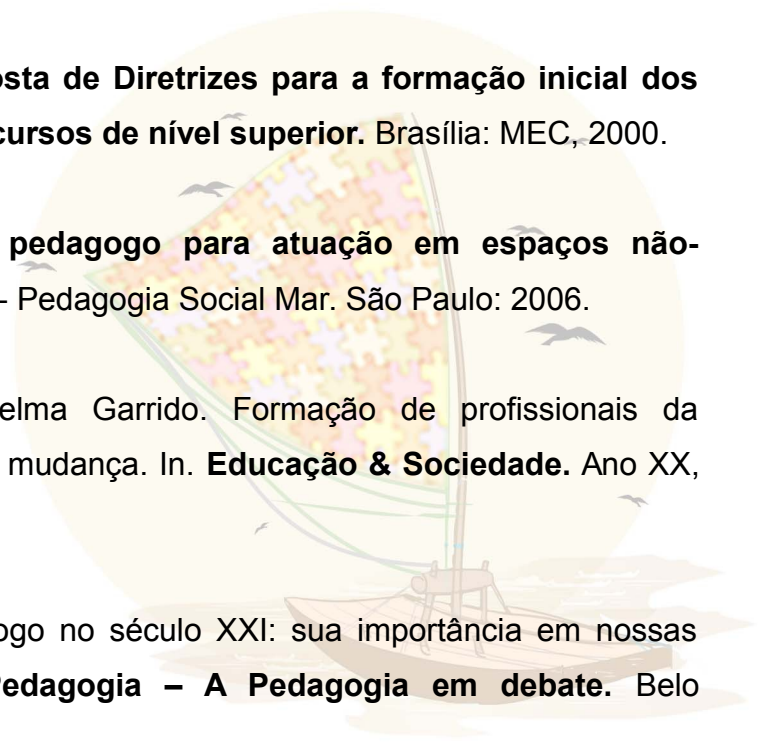 osta de Diretrizes para a formação inicial dos
cursos de nível superior. Brasília: MEC, 2000.
pedagogo para atuação em espaços não-
- Pedagogia Social Mar. São Paulo: 2006.
elma Garrido. Formação de profissionais da
mudança. In. Educação & Sociedade. Ano XX,
ogo no século XXI: sua importância em nossas
Pedagogia – A Pedagogia em debate. Belo